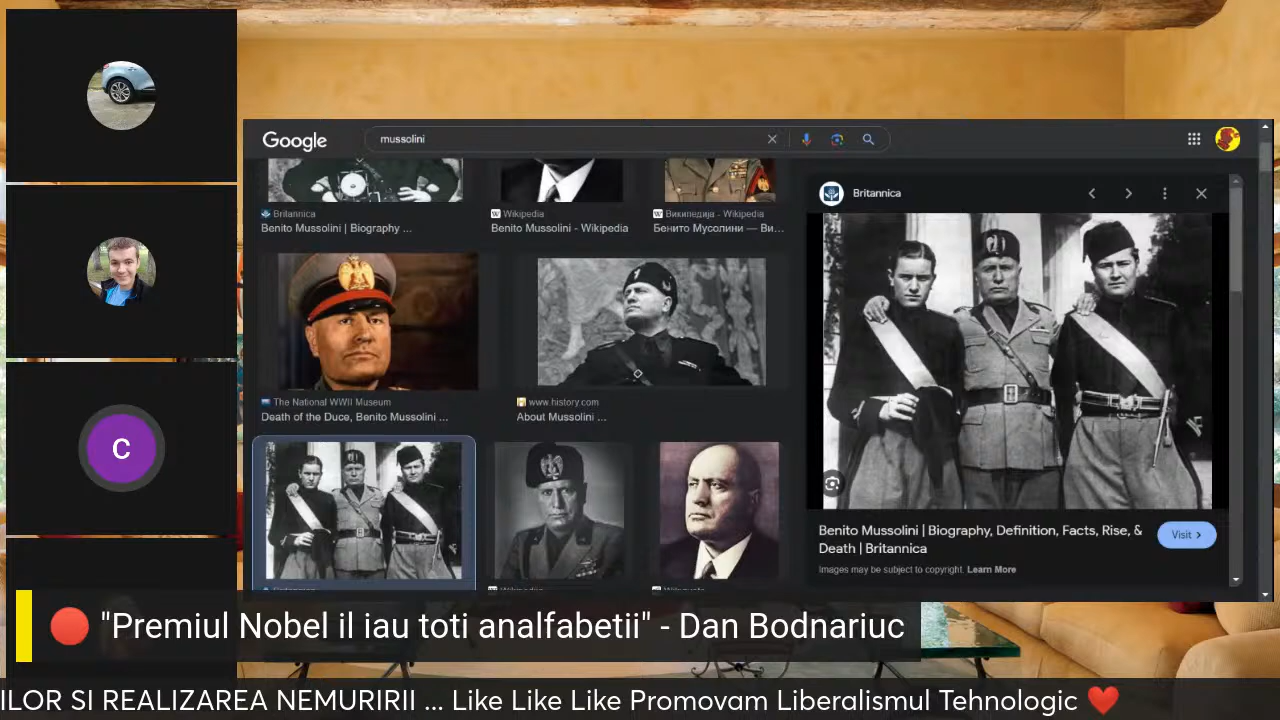 Google
mussolini
Britannica
Benito Mussolini | Biography ...
Wikipedia
Benito Mussolini - Wikipedia
Википедија - Wikipedia
Бенито Мусолини — Ви...
Britannica
The National WWII Museum
Death of the Duce, Benito Mussolini ...
www.history.com
About Mussolini ...
Benito Mussolini | Biography, Definition, Facts, Rise, &
Death | Britannica
Visit
Images may be subject to copyright. Learn More
C
"Premiul Nobel il iau toti analfabetii" - Dan Bodnariuc
ILOR SI REALIZAREA NEMURIRII ... Like Like Like Promovam Liberalismul Tehnologic ❤️